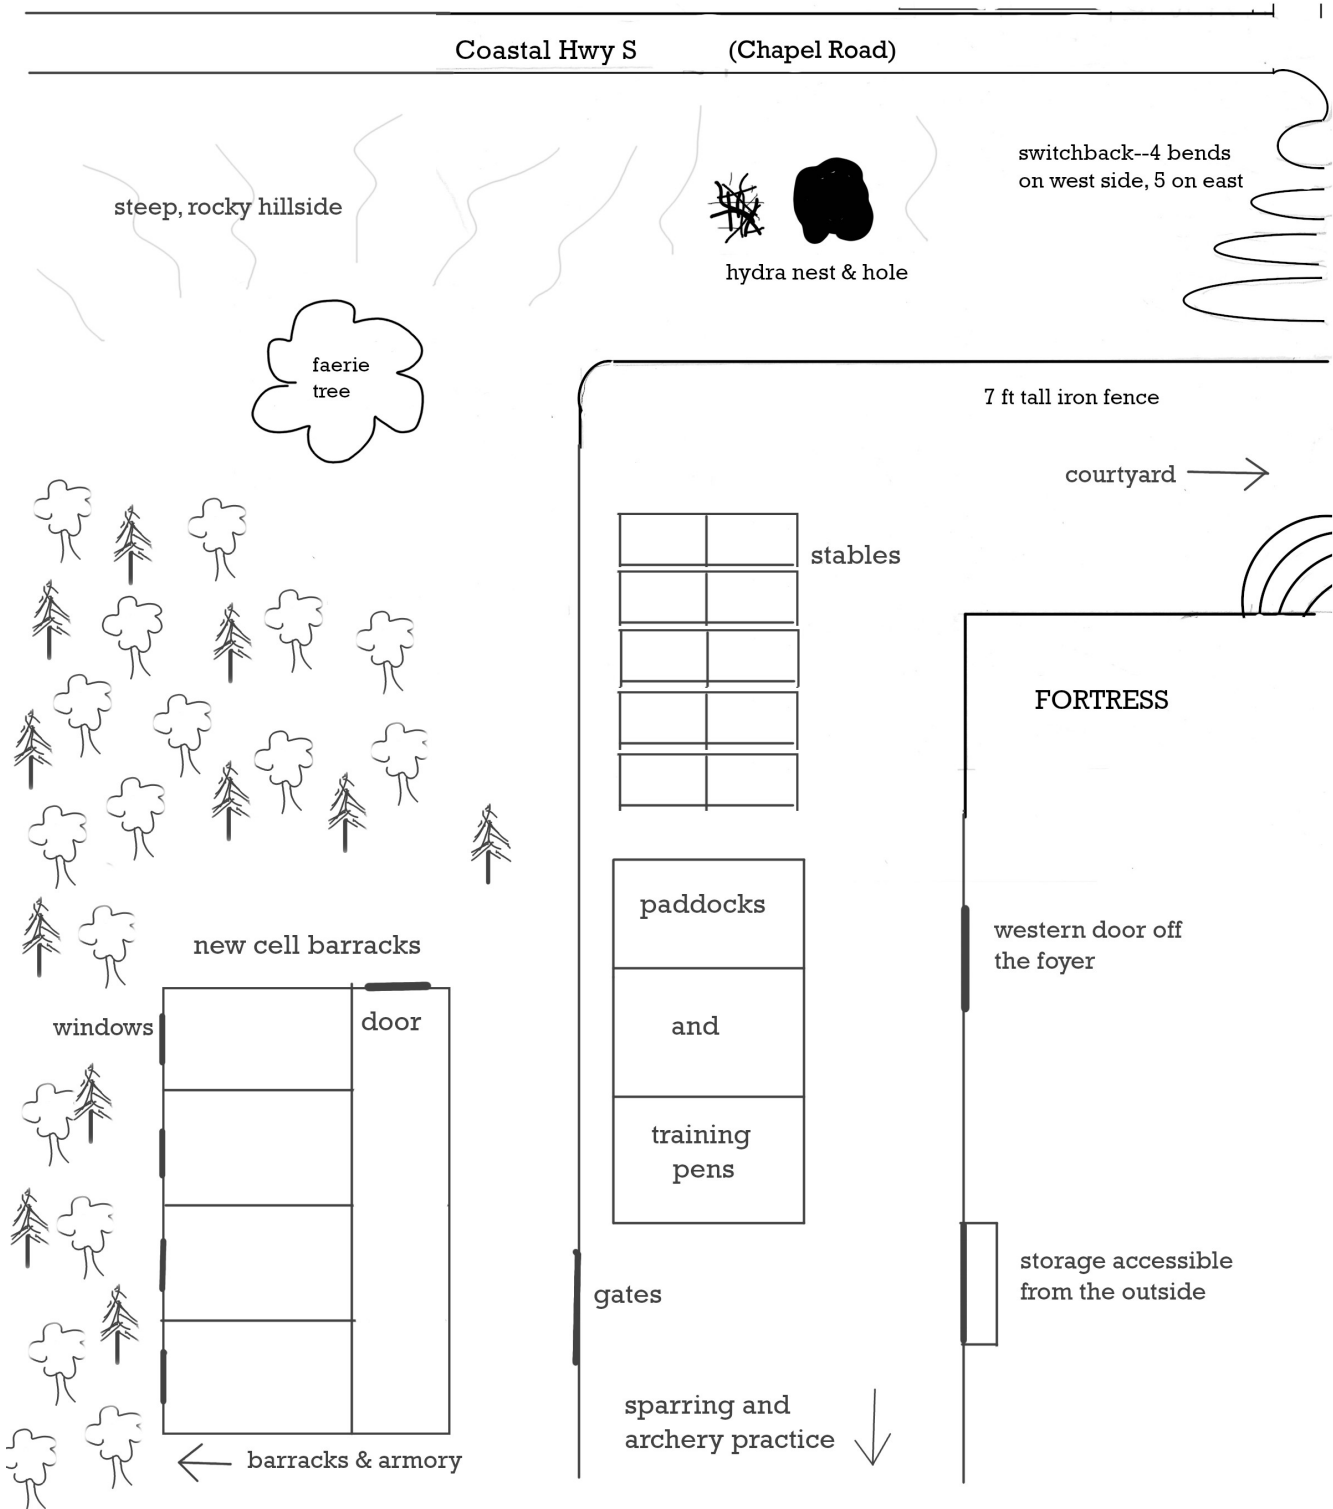 Coastal Hwy S (Chapel Road)
switchback--4 bends
on west side, 5 on east
steep, rocky hillside
hydra nest & hole
faerie
tree
7 ft tall iron fence
courtyard
stables
FORTRESS
paddocks
and
training
pens
western door off
the foyer
new cell barracks
windows
door
gates
storage accessible
from the outside
sparring and
archery practice
barracks & armory